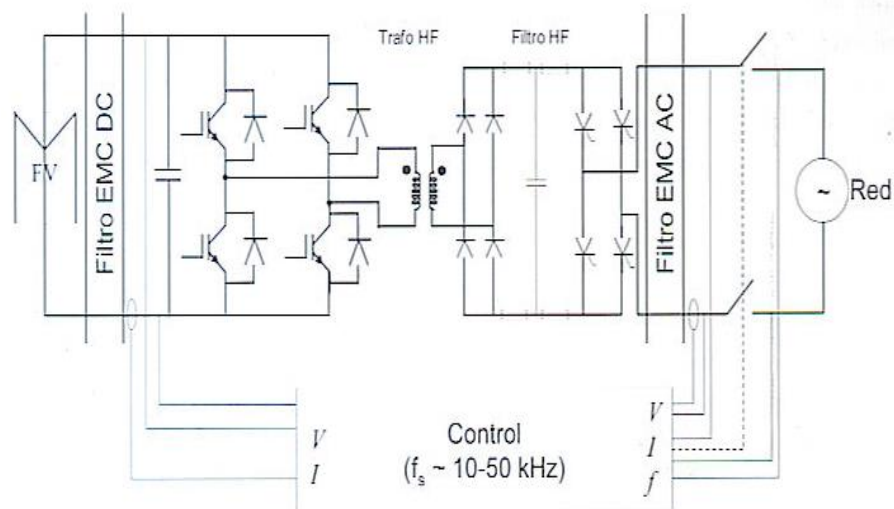 Trafo HF
Filtro HF
FV
Filtro EMC DC
Filtro EMC AC
~
Red
V
I
Control
(fs ~ 10-50 kHz)
V
I
f